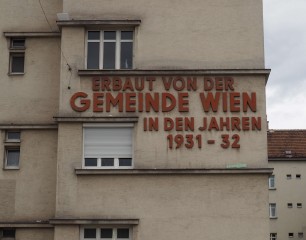 ERBAUT VON DER
GEMEINDE WIEN
IN DEN JAHREN
1931 - 32